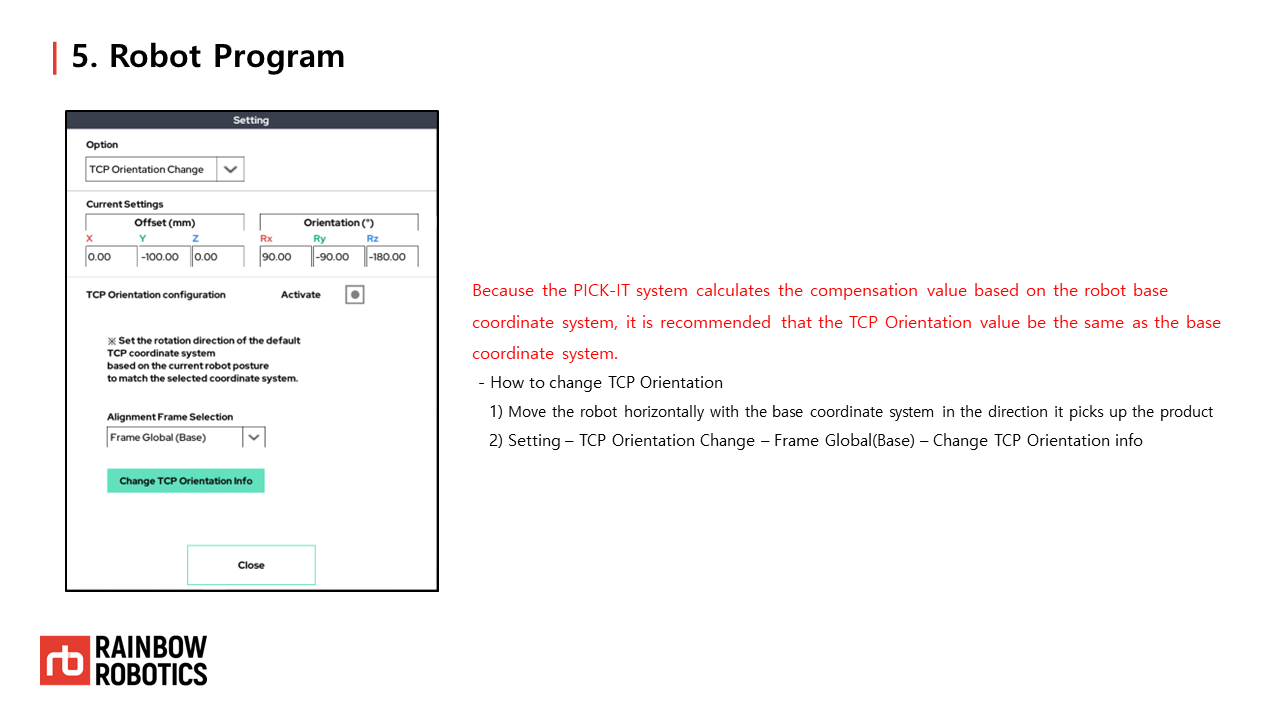 5. Robot Program
Setting
Option
TCP Orientation Change
Current Settings
Offset (mm) Orientation (°)
X Y Z Rx Ry Rz
0.00 -100.00 0.00 90.00 -90.00 -180.00
TCP Orientation configuration Activate
※ Set the rotation direction of the default
TCP coordinate system
based on the current robot posture
to match the selected coordinate system.
Alignment Frame Selection
Frame Global (Base)
Change TCP Orientation Info
Close
Because the PICK-IT system calculates the compensation value based on the robot base
coordinate system, it is recommended that the TCP Orientation value be the same as the base
coordinate system.
- How to change TCP Orientation
1) Move the robot horizontally with the base coordinate system in the direction it picks up the product
2) Setting – TCP Orientation Change – Frame Global(Base) – Change TCP Orientation info
rb RAINBOW
ROBOTICS